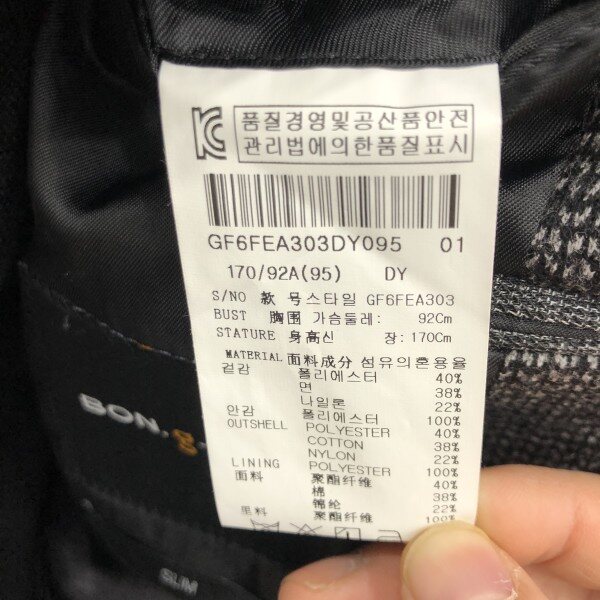 품질경영및공산품안전
관리법에의한품질표시
GF6FEA303DY095 01
170/92A(95) DY
S/NO 款 号스타일 GF6FEA303
BUST 胸围 가슴둘레: 92Cm
STATURE 身高신 장: 170Cm
MATERIAL 面料成分 섬유의혼용율
겉감 폴리에스터 40%
면 38%
나일론 22%
안감 폴리에스터 100%
OUTSHELL POLYESTER 40%
COTTON 38%
NYLON 22%
LINING POLYESTER 100%
面料 聚酯纤维 40%
棉 38%
锦纶 22%
里料 聚酯纤维 100%
BON.g.
SLIM